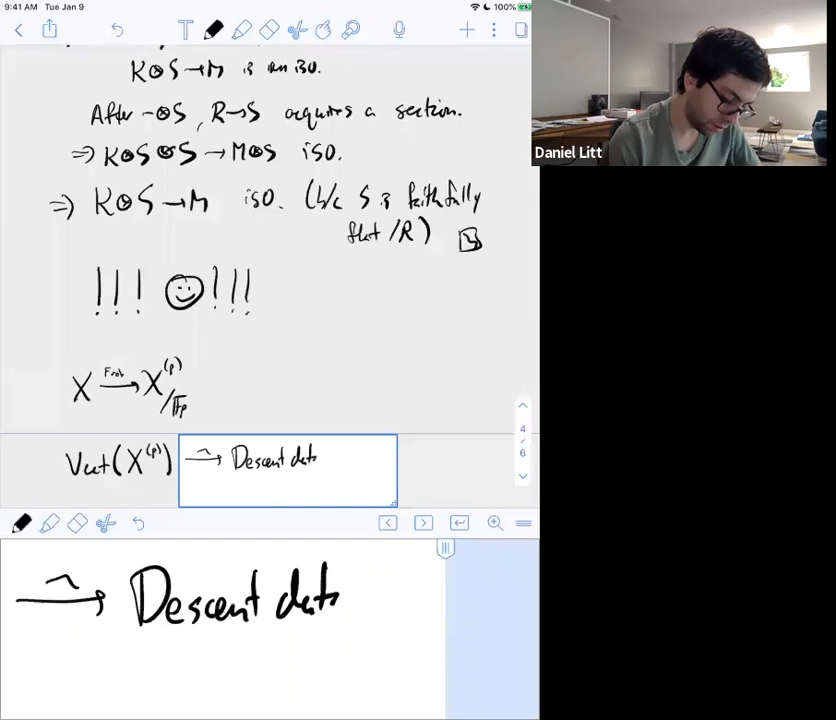 9:41 AM Tue Jan 9
100%
K⊗S→M is an iso.
After -⊗S, R→S acquires a section.
⇒ K⊗S⊗S → M⊗S iso.
⇒ K⊗S→M iso. (b/c S is faithfully
flat /R)
!!! !!!
X Frob→ X^(p)
/𝔽_p
4
/
6
Vect(X^(p)) ~→ Descent data
~→ Descent data
Daniel Litt